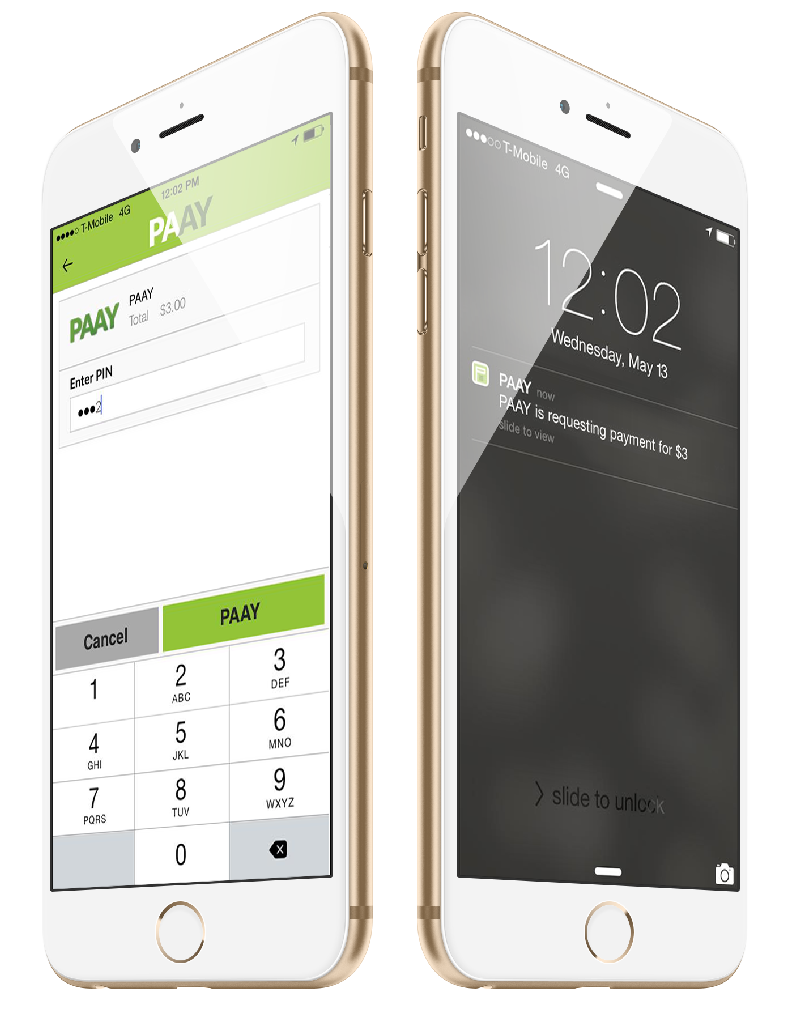 T-Mobile 4G 12:02 PM
PAAY
PAAY
PAAY
Total $3.00
Enter PIN
●●●2
Cancel
PAAY
1
2
ABC
3
DEF
4
GHI
5
JKL
6
MNO
7
PQRS
8
TUV
9
WXYZ
0
T-Mobile 4G
12:02
Wednesday, May 13
PAAY now
PAAY is requesting payment for $3
slide to view
> slide to unlock